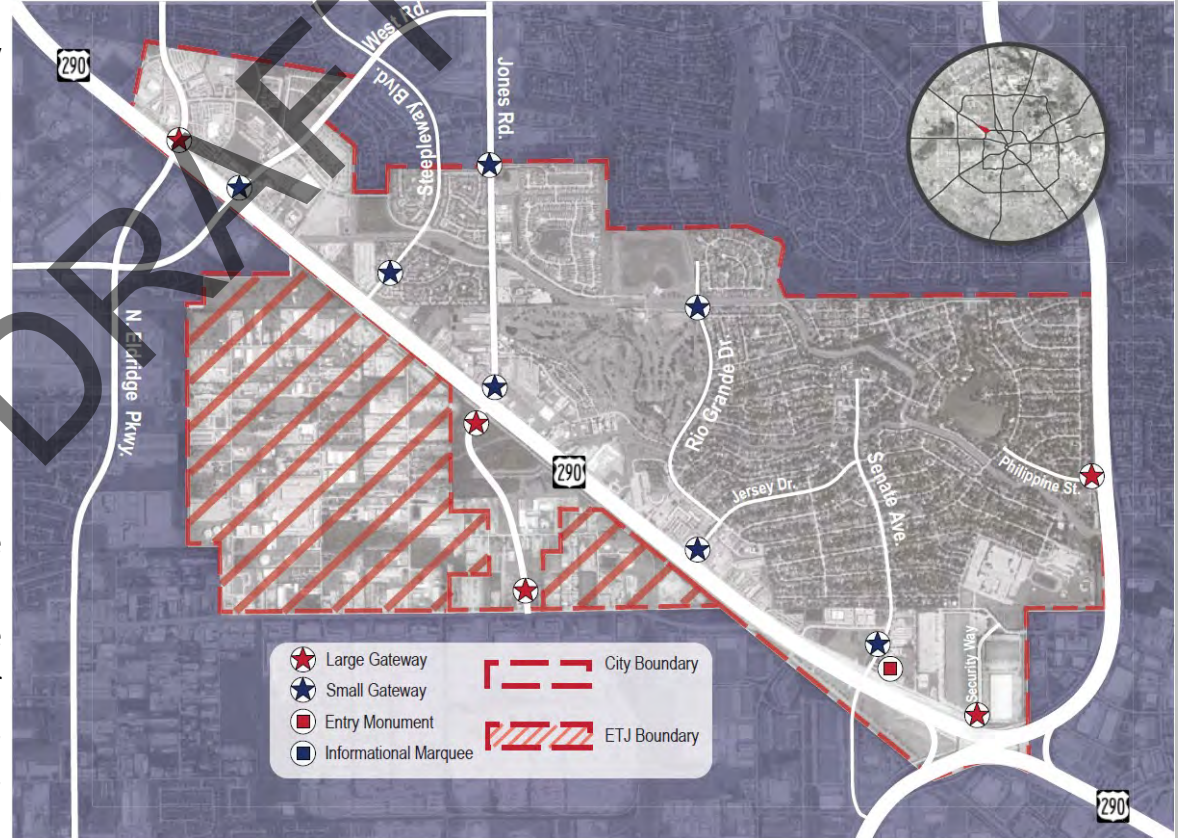 DRAFT
290
West Rd.
Steepleway Blvd.
Jones Rd.
N. Eldridge Pkwy.
Rio Grande Dr.
290
Jersey Dr.
Senate Ave.
Philippine St.
Security Way
290
Large Gateway
Small Gateway
Entry Monument
Informational Marquee
City Boundary
ETJ Boundary